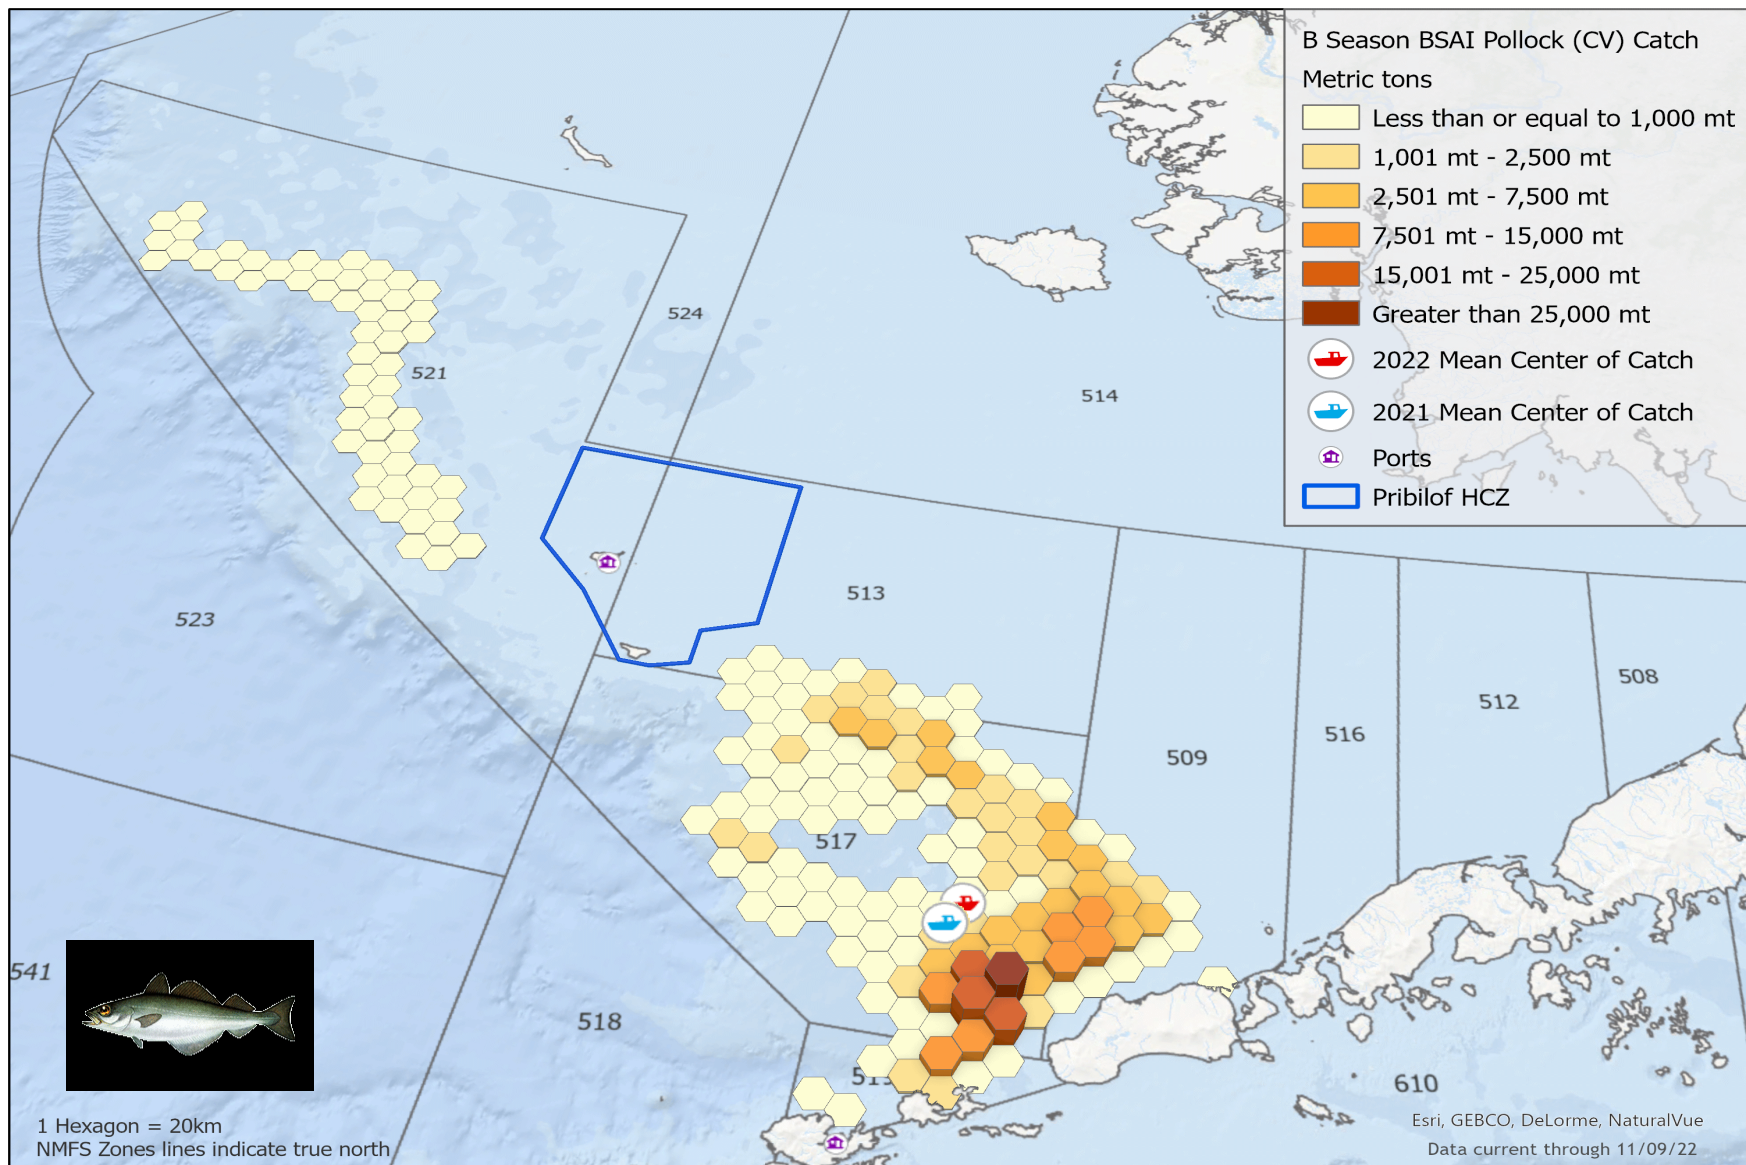 B Season BSAI Pollock (CV) Catch
Metric tons
Less than or equal to 1,000 mt
1,001 mt - 2,500 mt
2,501 mt - 7,500 mt
7,501 mt - 15,000 mt
15,001 mt - 25,000 mt
Greater than 25,000 mt
2022 Mean Center of Catch
2021 Mean Center of Catch
Ports
Pribilof HCZ
524
521
514
513
523
508
512
516
509
517
541
518
610
1 Hexagon = 20km
NMFS Zones lines indicate true north
Esri, GEBCO, DeLorme, NaturalVue
Data current through 11/09/22